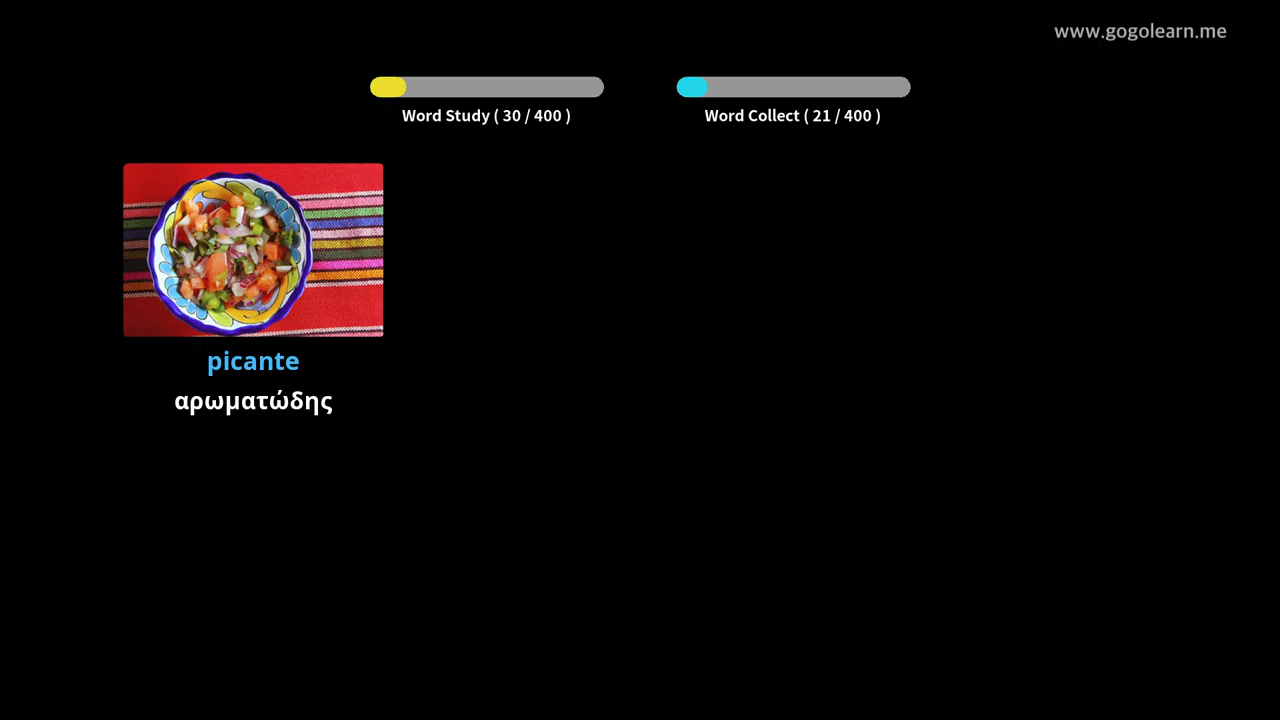 www.gogolearn.me
Word Study ( 30 / 400 )
Word Collect ( 21 / 400 )
picante
αρωματώδης